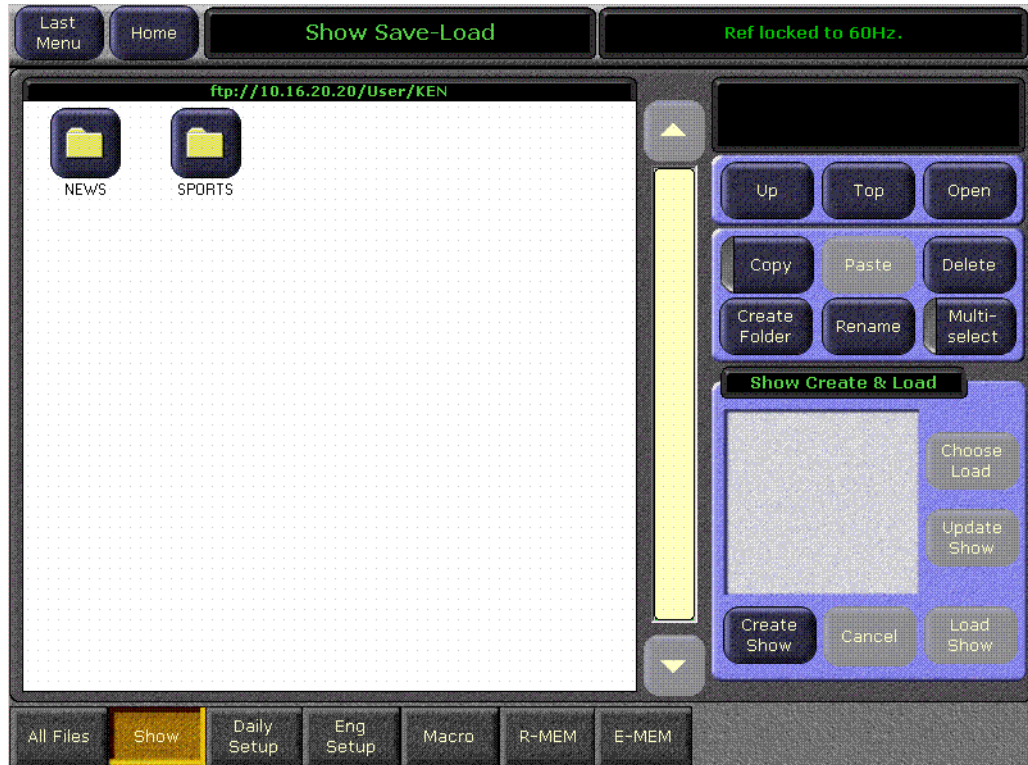 Last
Menu
Home
Show Save-Load
Ref locked to 60Hz.
ftp://10.16.20.20/User/KEN
NEWS
SPORTS
Up
Top
Open
Copy
Paste
Delete
Create
Folder
Rename
Multi-
select
Show Create & Load
Choose
Load
Update
Show
Create
Show
Cancel
Load
Show
All Files
Show
Daily
Setup
Eng
Setup
Macro
R-MEM
E-MEM